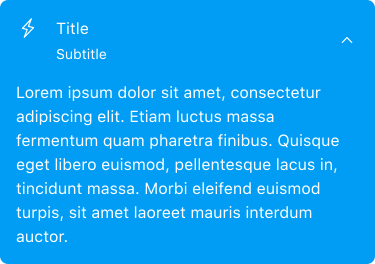 Title
Subtitle
Lorem ipsum dolor sit amet, consectetur
adipiscing elit. Etiam luctus massa
fermentum quam pharetra finibus. Quisque
eget libero euismod, pellentesque lacus in,
tincidunt massa. Morbi eleifend euismod
turpis, sit amet laoreet mauris interdum
auctor.